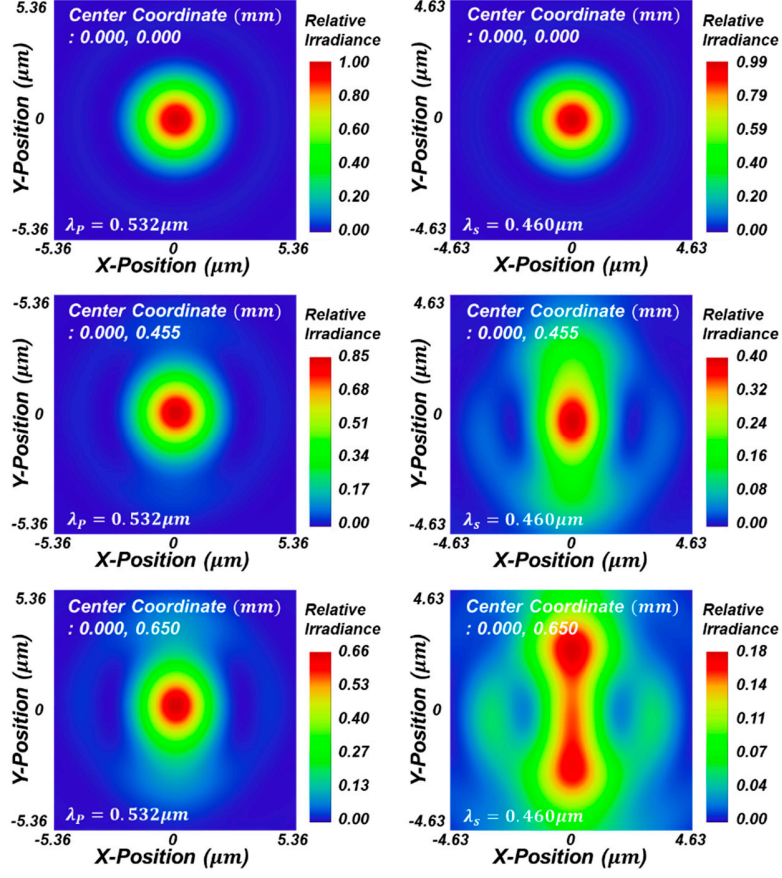 5.36
Center Coordinate (mm)
: 0.000, 0.000
Relative
Irradiance
1.00
0.80
0.60
0.40
0.20
0.00
Y-Position (μm)
0
-5.36
λP = 0.532μm
-5.36
0
5.36
X-Position (μm)
4.63
Center Coordinate (mm)
: 0.000, 0.000
Relative
Irradiance
0.99
0.79
0.60
0.40
0.20
0.00
Y-Position (μm)
0
-4.63
λs = 0.460μm
-4.63
0
4.63
X-Position (μm)
5.36
Center Coordinate (mm)
: 0.000, 0.455
Relative
Irradiance
0.85
0.68
0.51
0.34
0.17
0.00
Y-Position (μm)
0
-5.36
λP = 0.532μm
-5.36
0
5.36
X-Position (μm)
4.63
Center Coordinate (mm)
: 0.000, 0.455
Relative
Irradiance
0.40
0.32
0.24
0.16
0.08
0.00
Y-Position (μm)
0
-4.63
λs = 0.460μm
-4.63
0
4.63
X-Position (μm)
5.36
Center Coordinate (mm)
: 0.000, 0.650
Relative
Irradiance
0.66
0.53
0.40
0.27
0.13
0.00
Y-Position (μm)
0
-5.36
λP = 0.532μm
-5.36
0
5.36
X-Position (μm)
4.63
Center Coordinate (mm)
: 0.000, 0.650
Relative
Irradiance
0.18
0.14
0.11
0.07
0.04
0.00
Y-Position (μm)
0
-4.63
λs = 0.460μm
-4.63
0
4.63
X-Position (μm)